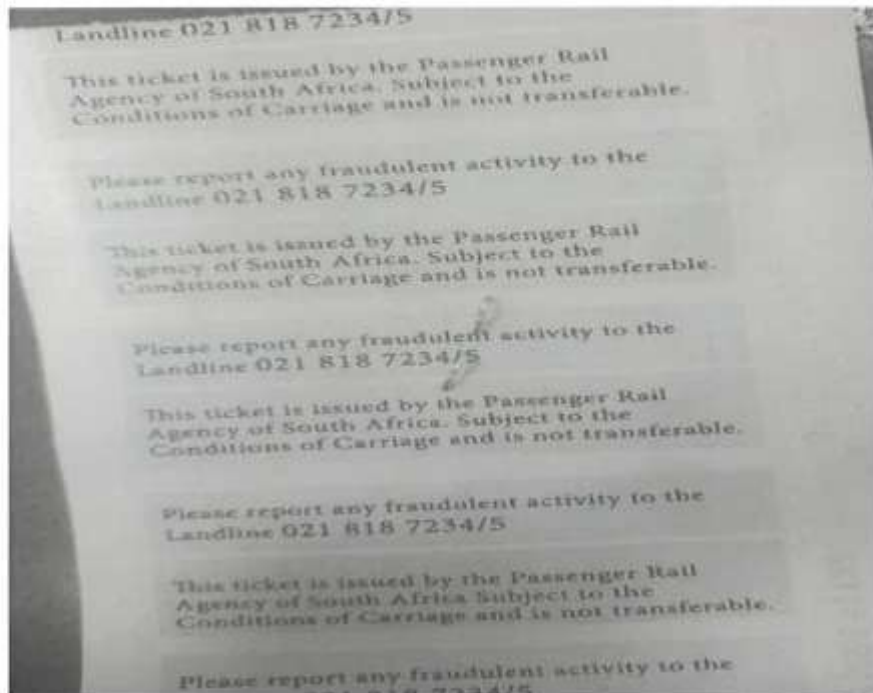 Landline 021 818 7234/5
This ticket is issued by the Passenger Rail
Agency of South Africa. Subject to the
Conditions of Carriage and is not transferable.
Please report any fraudulent activity to the
Landline 021 818 7234/5
This ticket is issued by the Passenger Rail
Agency of South Africa. Subject to the
Conditions of Carriage and is not transferable.
Please report any fraudulent activity to the
Landline 021 818 7234/5
This ticket is issued by the Passenger Rail
Agency of South Africa. Subject to the
Conditions of Carriage and is not transferable.
Please report any fraudulent activity to the
Landline 021 818 7234/5
This ticket is issued by the Passenger Rail
Agency of South Africa Subject to the
Conditions of Carriage and is not transferable.
Please report any fraudulent activity to the
021 818 7234/5